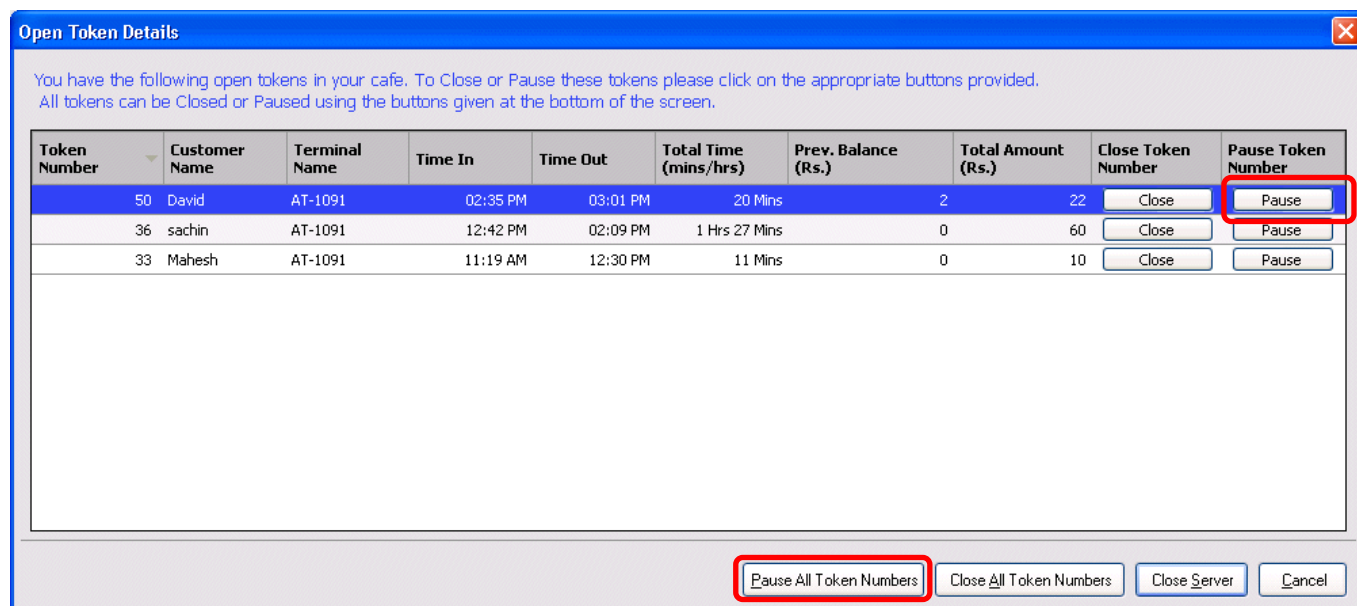 Open Token Details
You have the following open tokens in your cafe. To Close or Pause these tokens please click on the appropriate buttons provided.
All tokens can be Closed or Paused using the buttons given at the bottom of the screen.
Token Number Customer Name Terminal Name Time In Time Out Total Time (mins/hrs) Prev. Balance (Rs.) Total Amount (Rs.) Close Token Number Pause Token Number
50 David AT-1091 02:35 PM 03:01 PM 20 Mins 2 22 Close Pause
36 sachin AT-1091 12:42 PM 02:09 PM 1 Hrs 27 Mins 0 60 Close Pause
33 Mahesh AT-1091 11:19 AM 12:30 PM 11 Mins 0 10 Close Pause
Pause All Token Numbers Close All Token Numbers Close Server Cancel